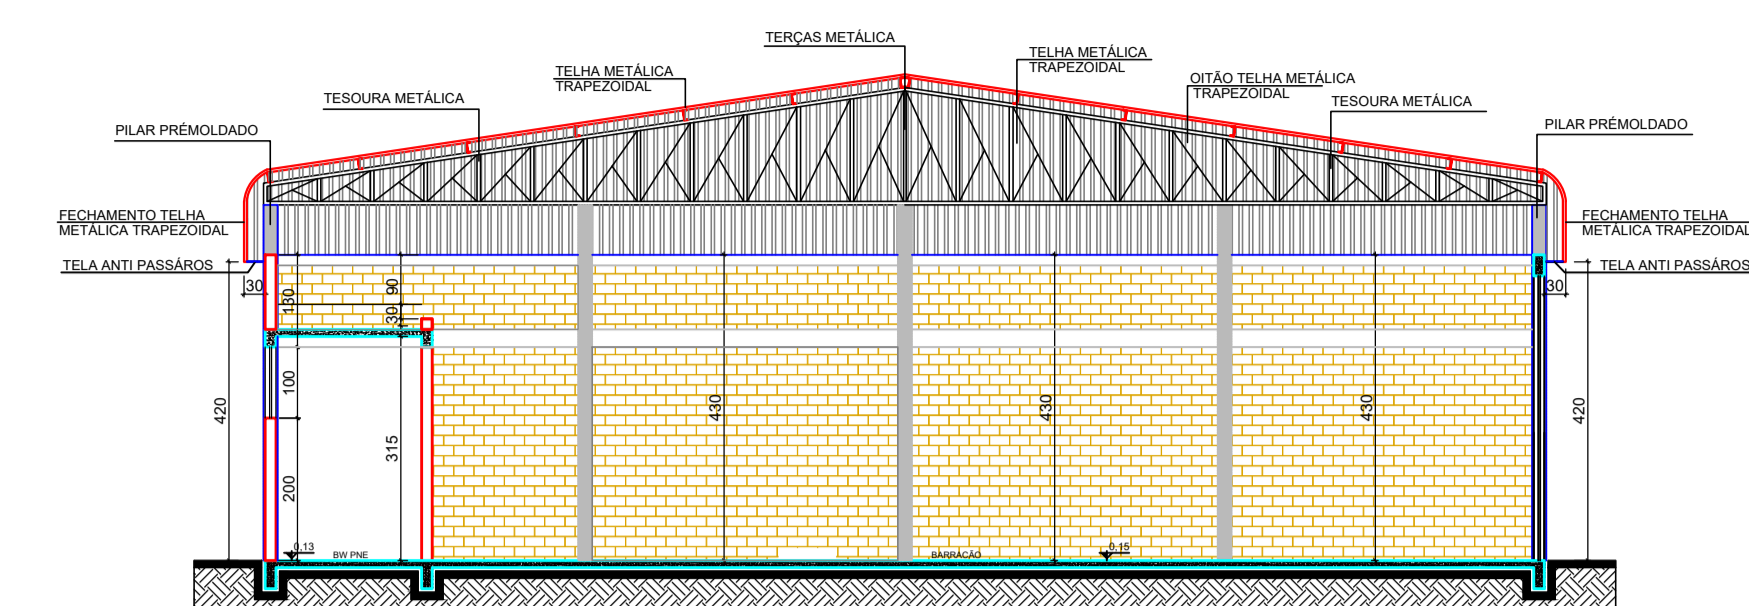 TERÇAS METÁLICA
TELHA METÁLICA
TRAPEZOIDAL
TELHA METÁLICA
TRAPEZOIDAL
OITÃO TELHA METÁLICA
TRAPEZOIDAL
TESOURA METÁLICA
TESOURA METÁLICA
PILAR PRÉMOLDADO
PILAR PRÉMOLDADO
FECHAMENTO TELHA
METÁLICA TRAPEZOIDAL
FECHAMENTO TELHA
METÁLICA TRAPEZOIDAL
TELA ANTI PASSÁROS
TELA ANTI PASSÁROS
30
130
90
30
30
100
420
315
200
430
430
430
420
0,13
BW PNE
BARRACÃO
0,15